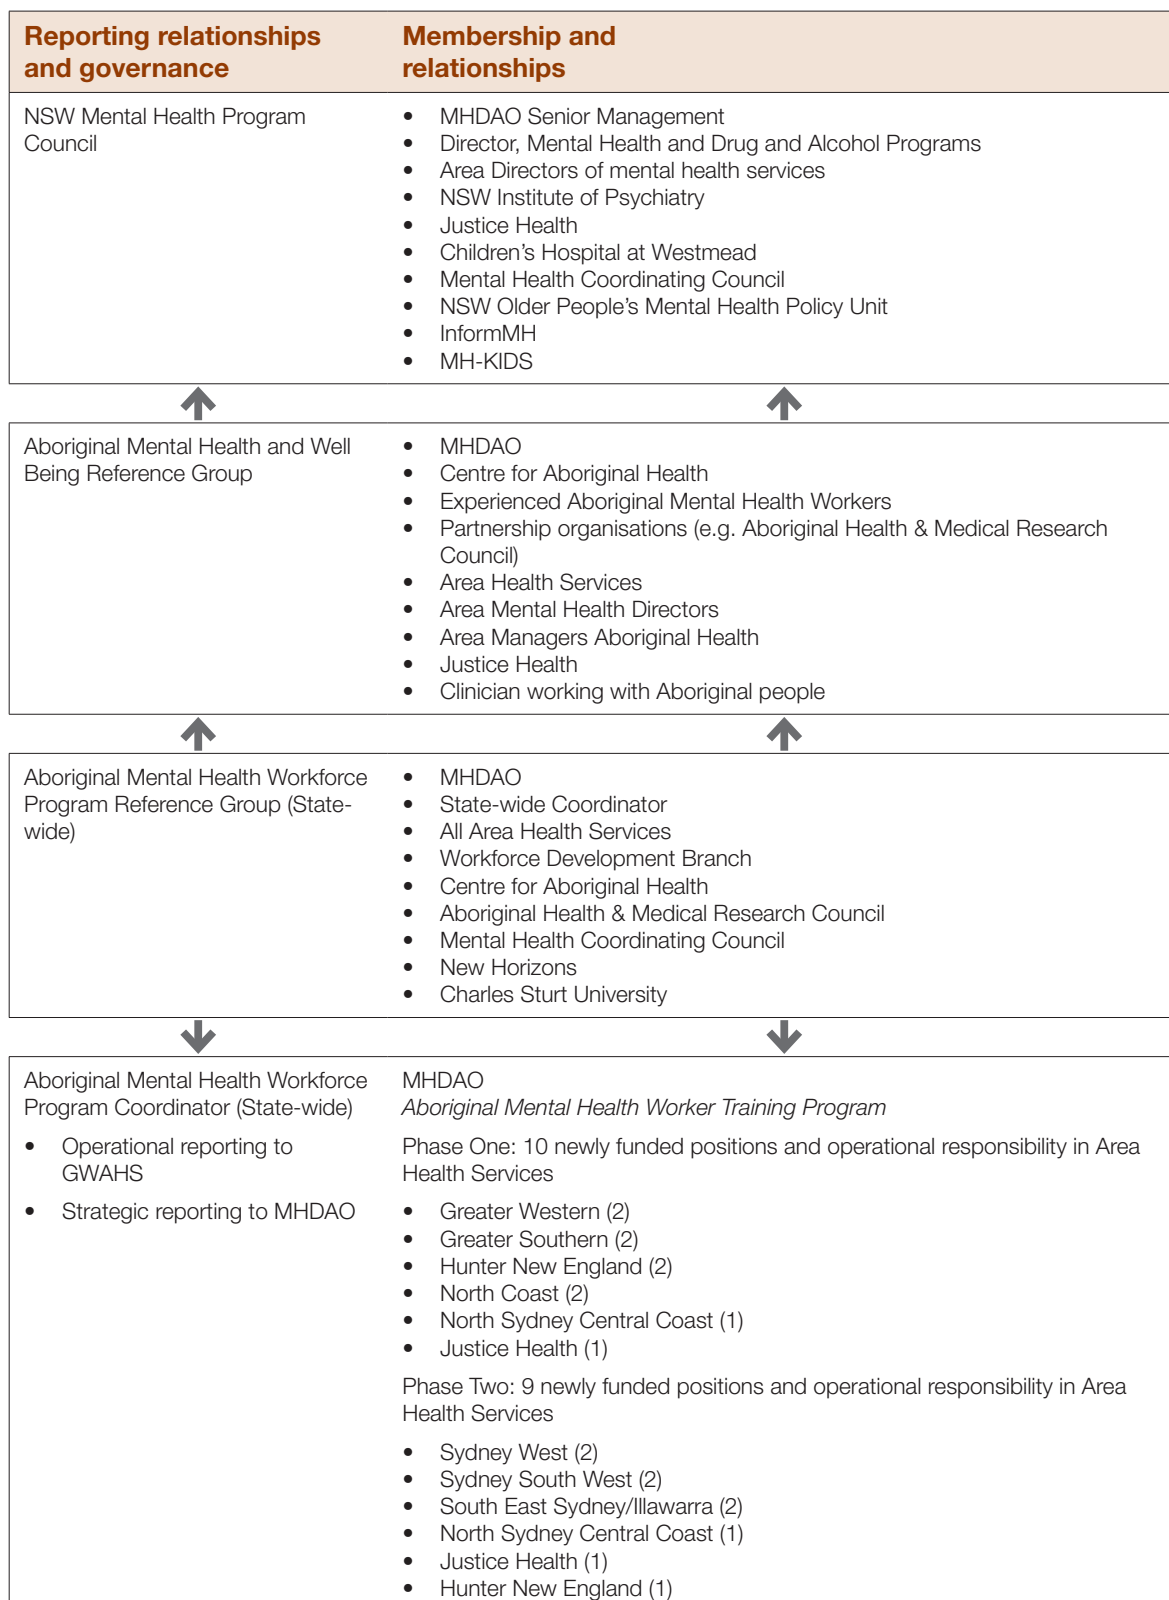 Reporting relationships
and governance
Membership and
relationships
NSW Mental Health Program
Council
• MHDAO Senior Management
• Director, Mental Health and Drug and Alcohol Programs
• Area Directors of mental health services
• NSW Institute of Psychiatry
• Justice Health
• Children’s Hospital at Westmead
• Mental Health Coordinating Council
• NSW Older People’s Mental Health Policy Unit
• InformMH
• MH-KIDS
Aboriginal Mental Health and Well
Being Reference Group
• MHDAO
• Centre for Aboriginal Health
• Experienced Aboriginal Mental Health Workers
• Partnership organisations (e.g. Aboriginal Health & Medical Research
Council)
• Area Health Services
• Area Mental Health Directors
• Area Managers Aboriginal Health
• Justice Health
• Clinician working with Aboriginal people
Aboriginal Mental Health Workforce
Program Reference Group (State-
wide)
• MHDAO
• State-wide Coordinator
• All Area Health Services
• Workforce Development Branch
• Centre for Aboriginal Health
• Aboriginal Health & Medical Research Council
• Mental Health Coordinating Council
• New Horizons
• Charles Sturt University
Aboriginal Mental Health Workforce
Program Coordinator (State-wide)
• Operational reporting to
GWAHS
• Strategic reporting to MHDAO
MHDAO
Aboriginal Mental Health Worker Training Program
Phase One: 10 newly funded positions and operational responsibility in Area
Health Services
• Greater Western (2)
• Greater Southern (2)
• Hunter New England (2)
• North Coast (2)
• North Sydney Central Coast (1)
• Justice Health (1)
Phase Two: 9 newly funded positions and operational responsibility in Area
Health Services
• Sydney West (2)
• Sydney South West (2)
• South East Sydney/Illawarra (2)
• North Sydney Central Coast (1)
• Justice Health (1)
• Hunter New England (1)